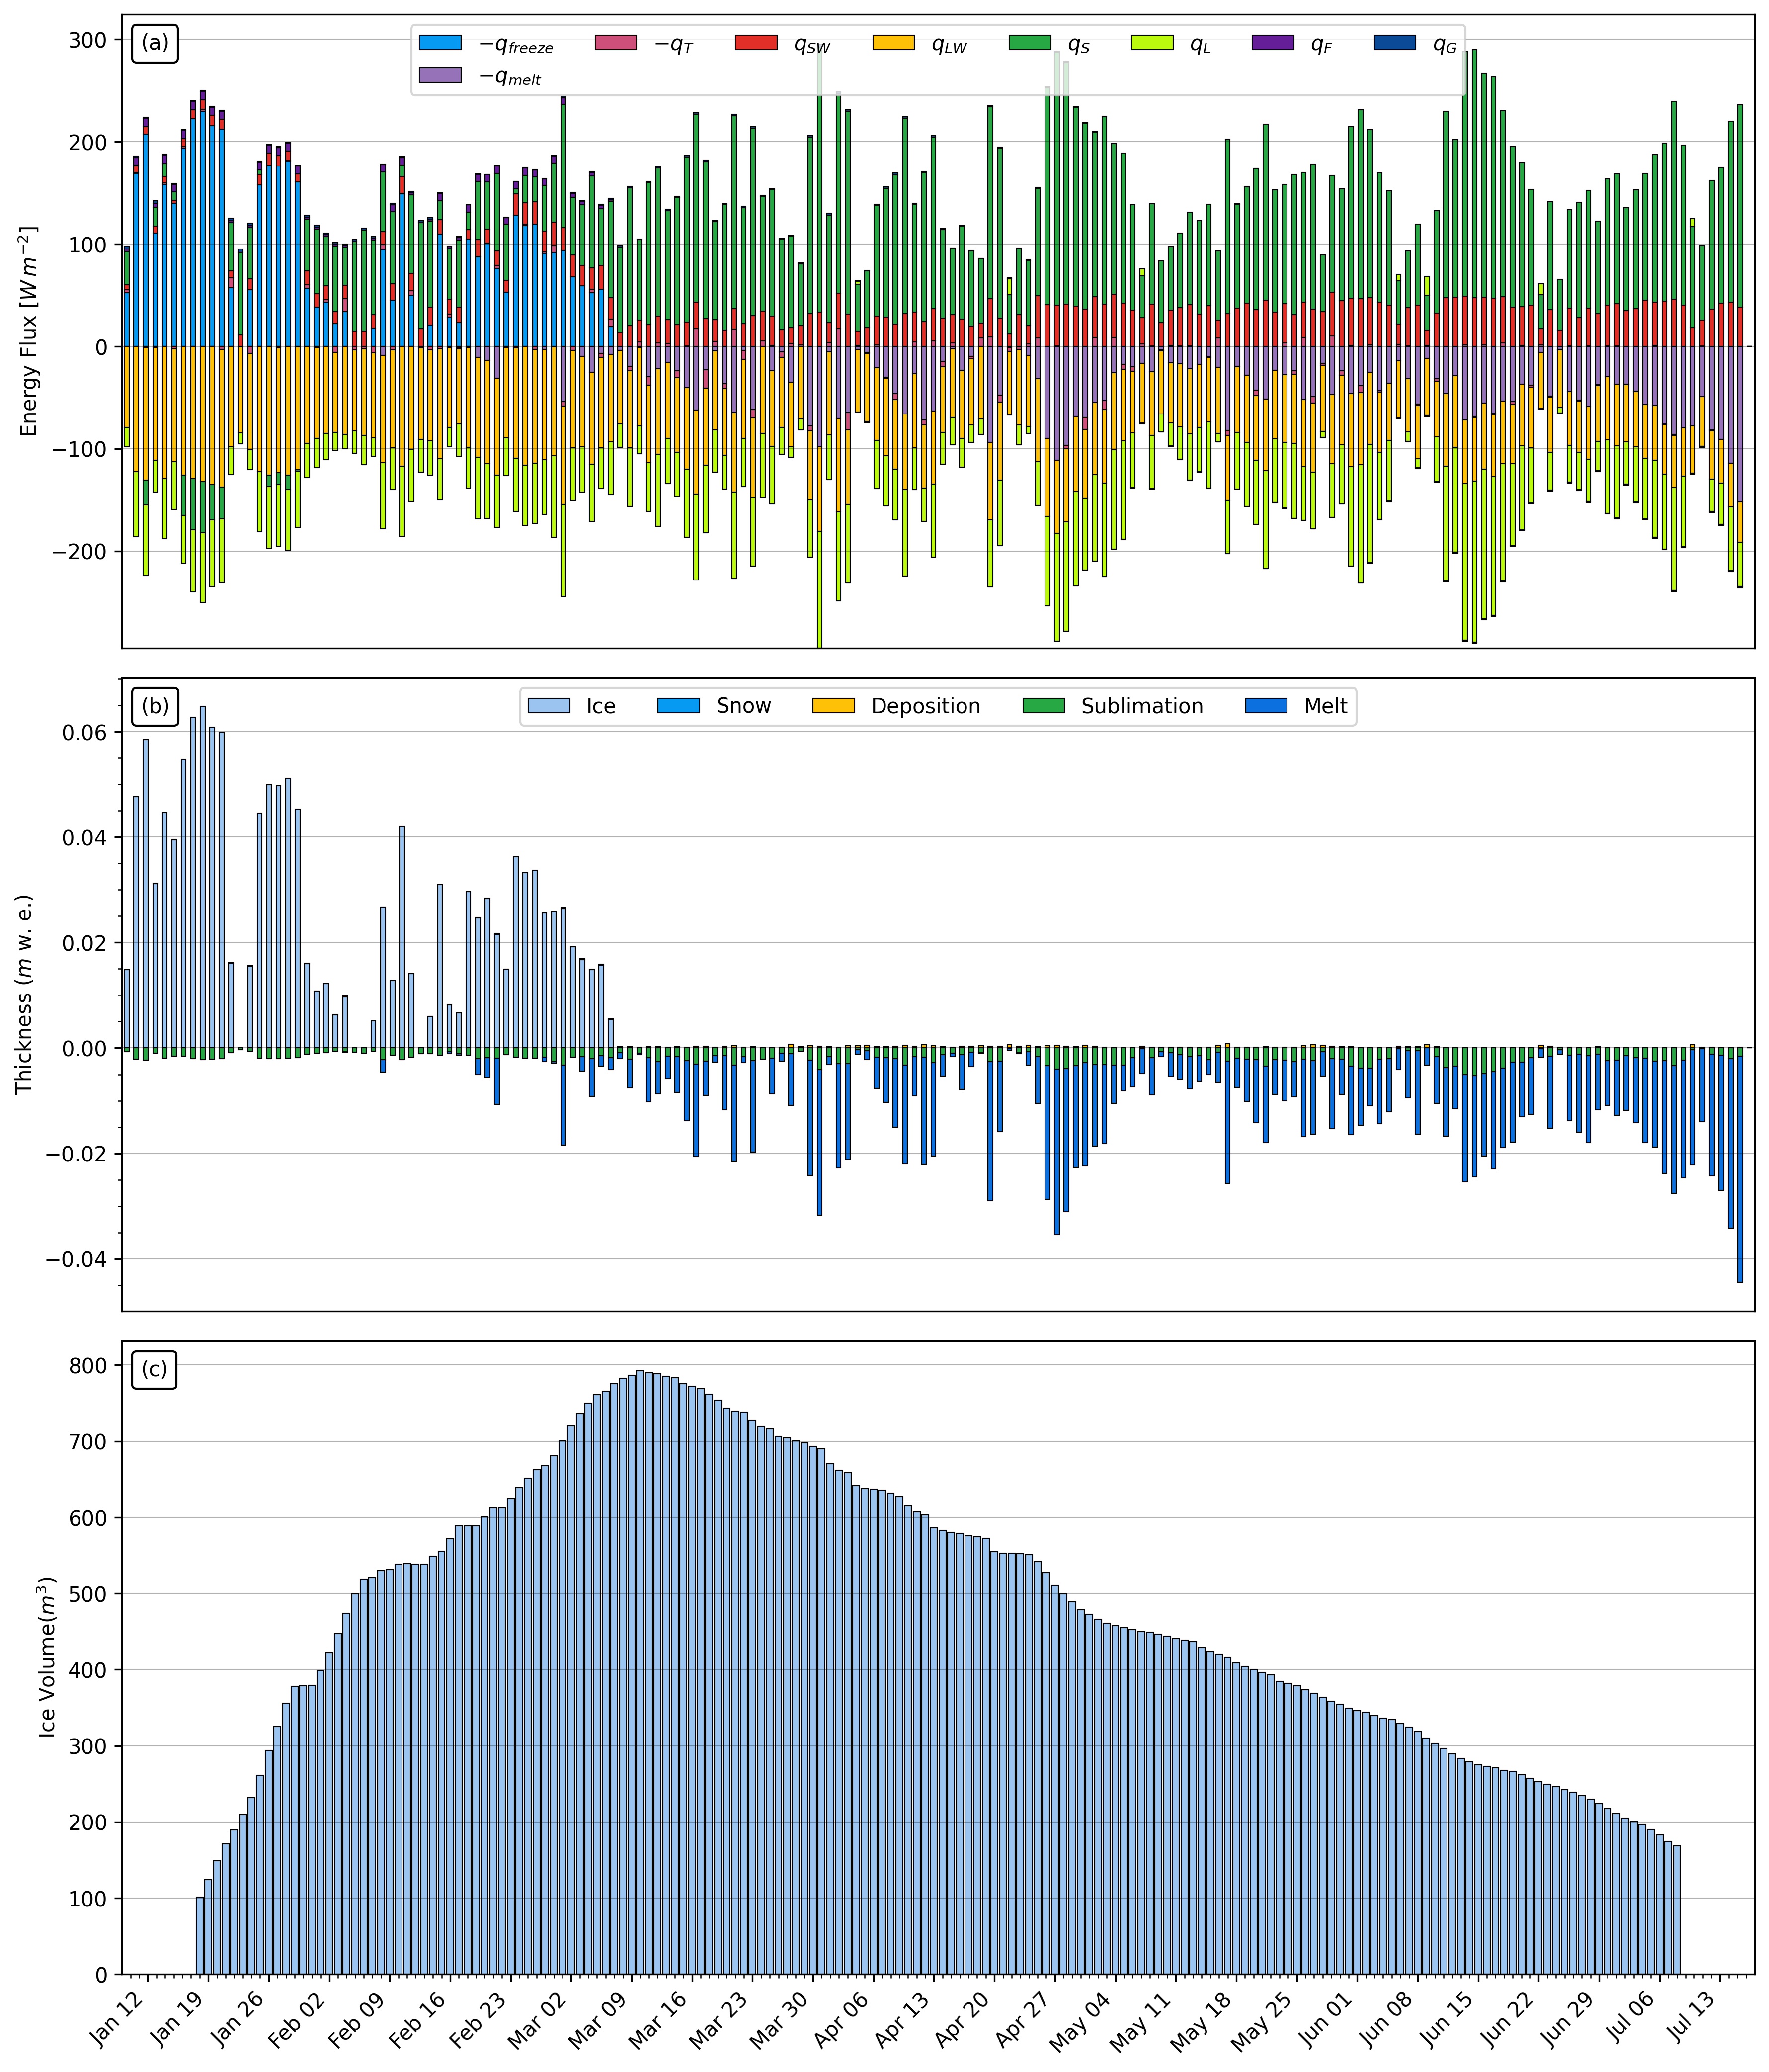 (a)
−q_freeze −q_T q_SW q_LW q_S q_L q_F q_G
−q_melt
Energy Flux [W m⁻²]
300
200
100
0
−100
−200
(b)
Ice Snow Deposition Sublimation Melt
Thickness (m w. e.)
0.06
0.04
0.02
0.00
−0.02
−0.04
(c)
Ice Volume(m³)
800
700
600
500
400
300
200
100
0
Jan 12 Jan 19 Jan 26 Feb 02 Feb 09 Feb 16 Feb 23 Mar 02 Mar 09 Mar 16 Mar 23 Mar 30 Apr 06 Apr 13 Apr 20 Apr 27 May 04 May 11 May 18 May 25 Jun 01 Jun 08 Jun 15 Jun 22 Jun 29 Jul 06 Jul 13